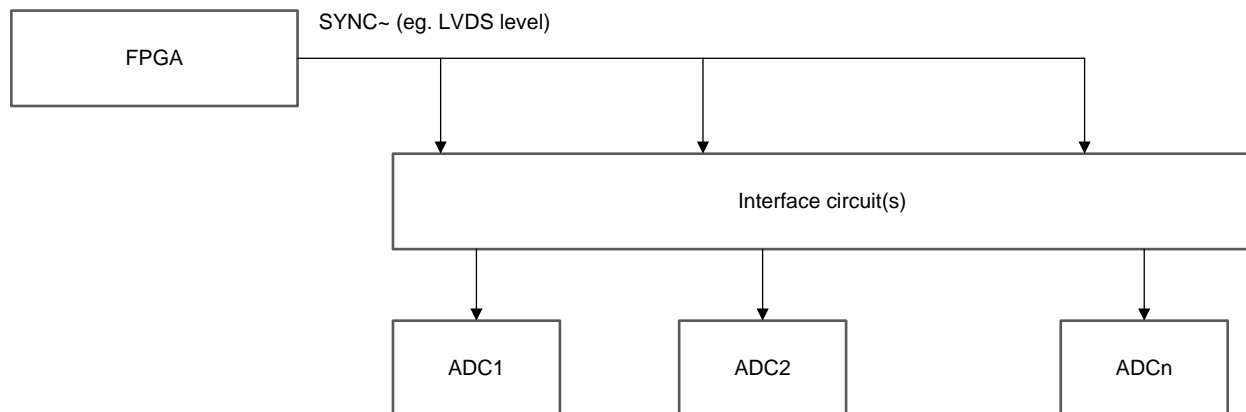 SYNC~ (eg. LVDS level)
FPGA
Interface circuit(s)
ADC1
ADC2
ADCn